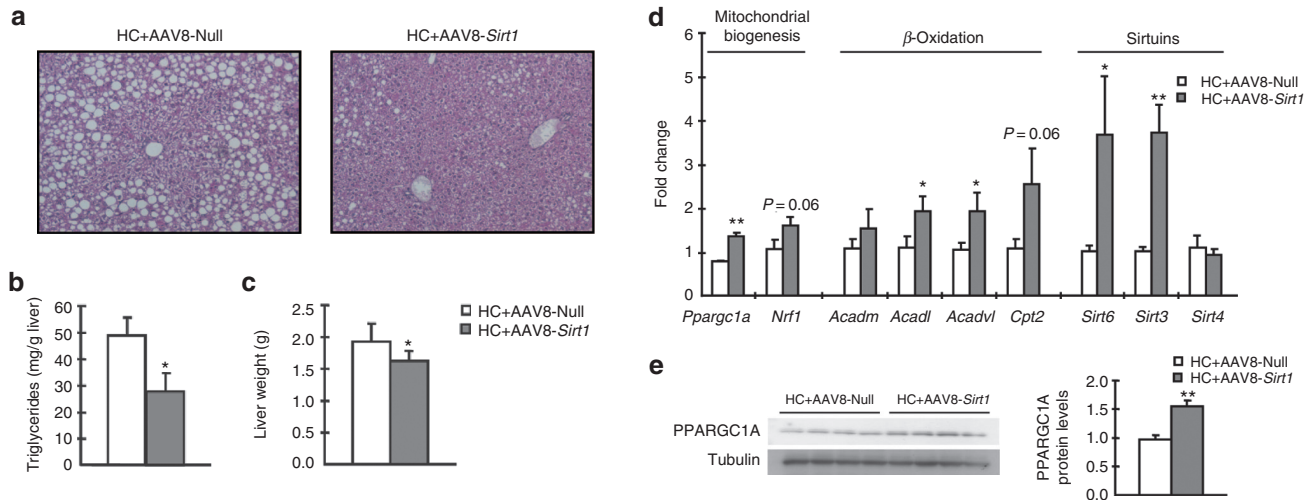 a
HC+AAV8-Null
HC+AAV8-Sirt1
b
Triglycerides (mg/g liver)
60
50
40
30
20
10
0
*
c
Liver weight (g)
2.5
2.0
1.5
1.0
0.5
0.0
*
HC+AAV8-Null
HC+AAV8-Sirt1
d
Mitochondrial
biogenesis
β-Oxidation
Sirtuins
HC+AAV8-Null
HC+AAV8-Sirt1
Fold change
6
5
4
3
2
1
0
**
P = 0.06
*
*
P = 0.06
*
**
Ppargc1a Nrf1 Acadm Acadl Acadvl Cpt2 Sirt6 Sirt3 Sirt4
e
HC+AAV8-Null HC+AAV8-Sirt1
PPARGC1A
Tubulin
HC+AAV8-Null
HC+AAV8-Sirt1
PPARGC1A
protein levels
2.0
1.5
1.0
0.5
0.0
**